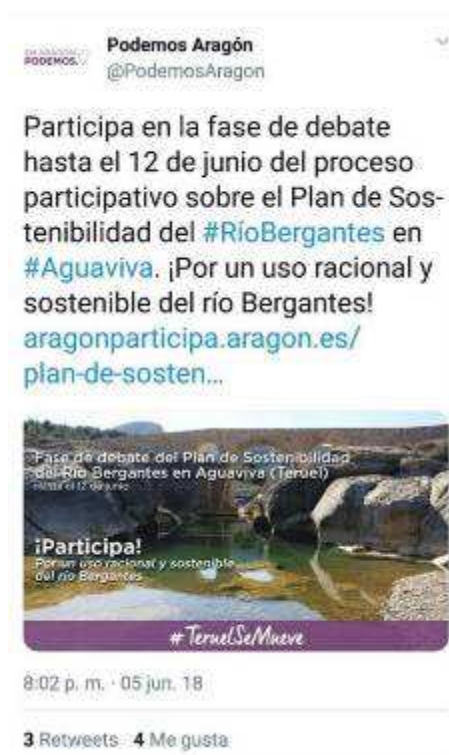 PODEMOS.
Podemos Aragón
@PodemosAragon
Participa en la fase de debate
hasta el 12 de junio del proceso
participativo sobre el Plan de Sos-
tenibilidad del #RíoBergantes en
#Aguaviva. ¡Por un uso racional y
sostenible del río Bergantes!
aragonparticipa.aragon.es/
plan-de-sosten...
Fase de debate del Plan de Sostenibilidad
del Río Bergantes en Aguaviva (Teruel)
Hasta el 12 de junio
¡Participa!
Por un uso racional y sostenible
del río Bergantes
#TeruelSeMueve
8:02 p. m. · 05 jun. 18
3 Retweets 4 Me gusta